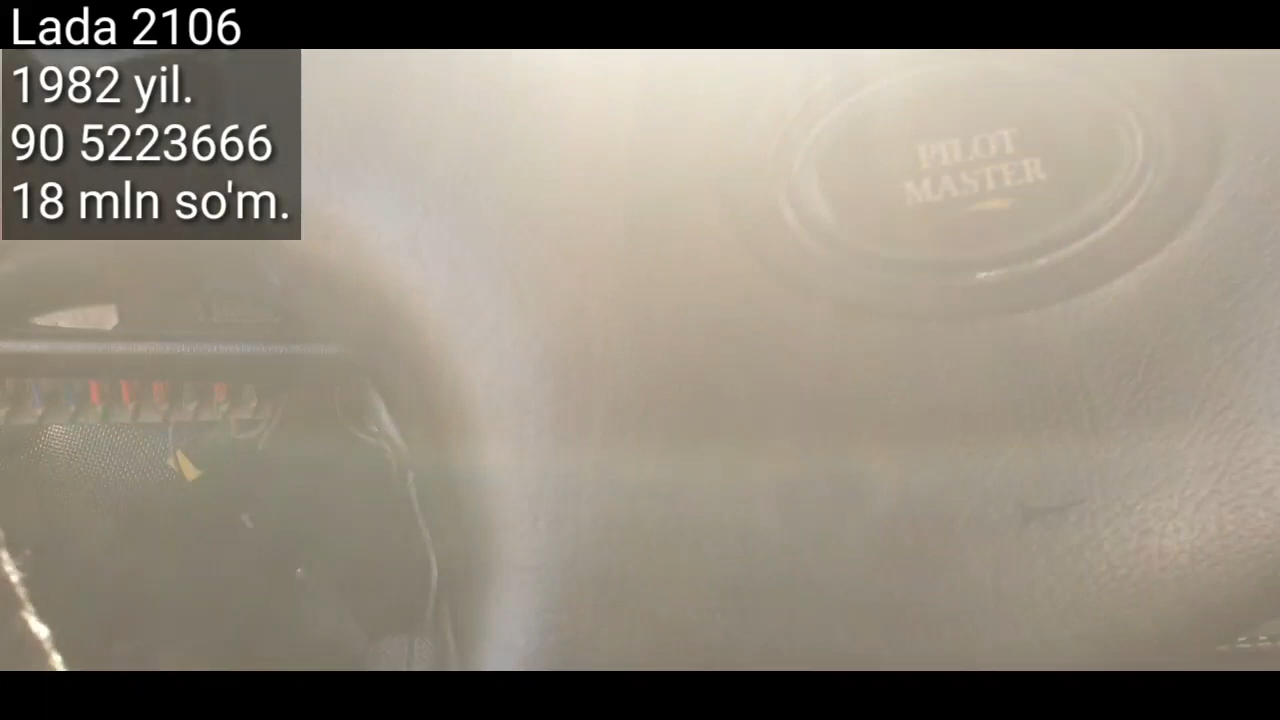 Lada 2106
1982 yil.
90 5223666
18 mln so'm.
PILOT
MASTER